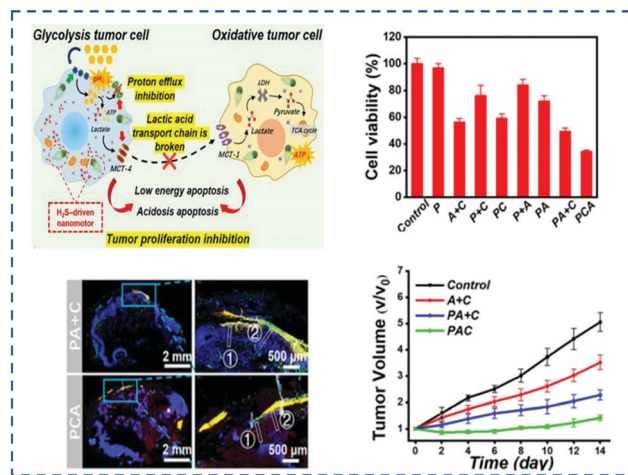 Glycolysis tumor cell
Oxidative tumor cell
pHi
Proton efflux
inhibition
ATP
Lactate
MCT-4
Lactic acid
transport chain is
broken
LDH
Pyruvate
Lactate
TCA cycle
MCT-1
ATP
H₂S-driven
nanomotor
Low energy apoptosis
Acidosis apoptosis
Tumor proliferation inhibition
Cell viability (%)
120
100
80
60
40
20
0
Control
P
A+C
P+C
PC
P+A
PA
PA+C
PCA
PA+C
①
②
2 mm
500 μm
PCA
①
②
2 mm
500 μm
Tumor Volume (v/v₀)
7
6
5
4
3
2
1
Control
A+C
PA+C
PAC
0 2 4 6 8 10 12 14
Time (day)